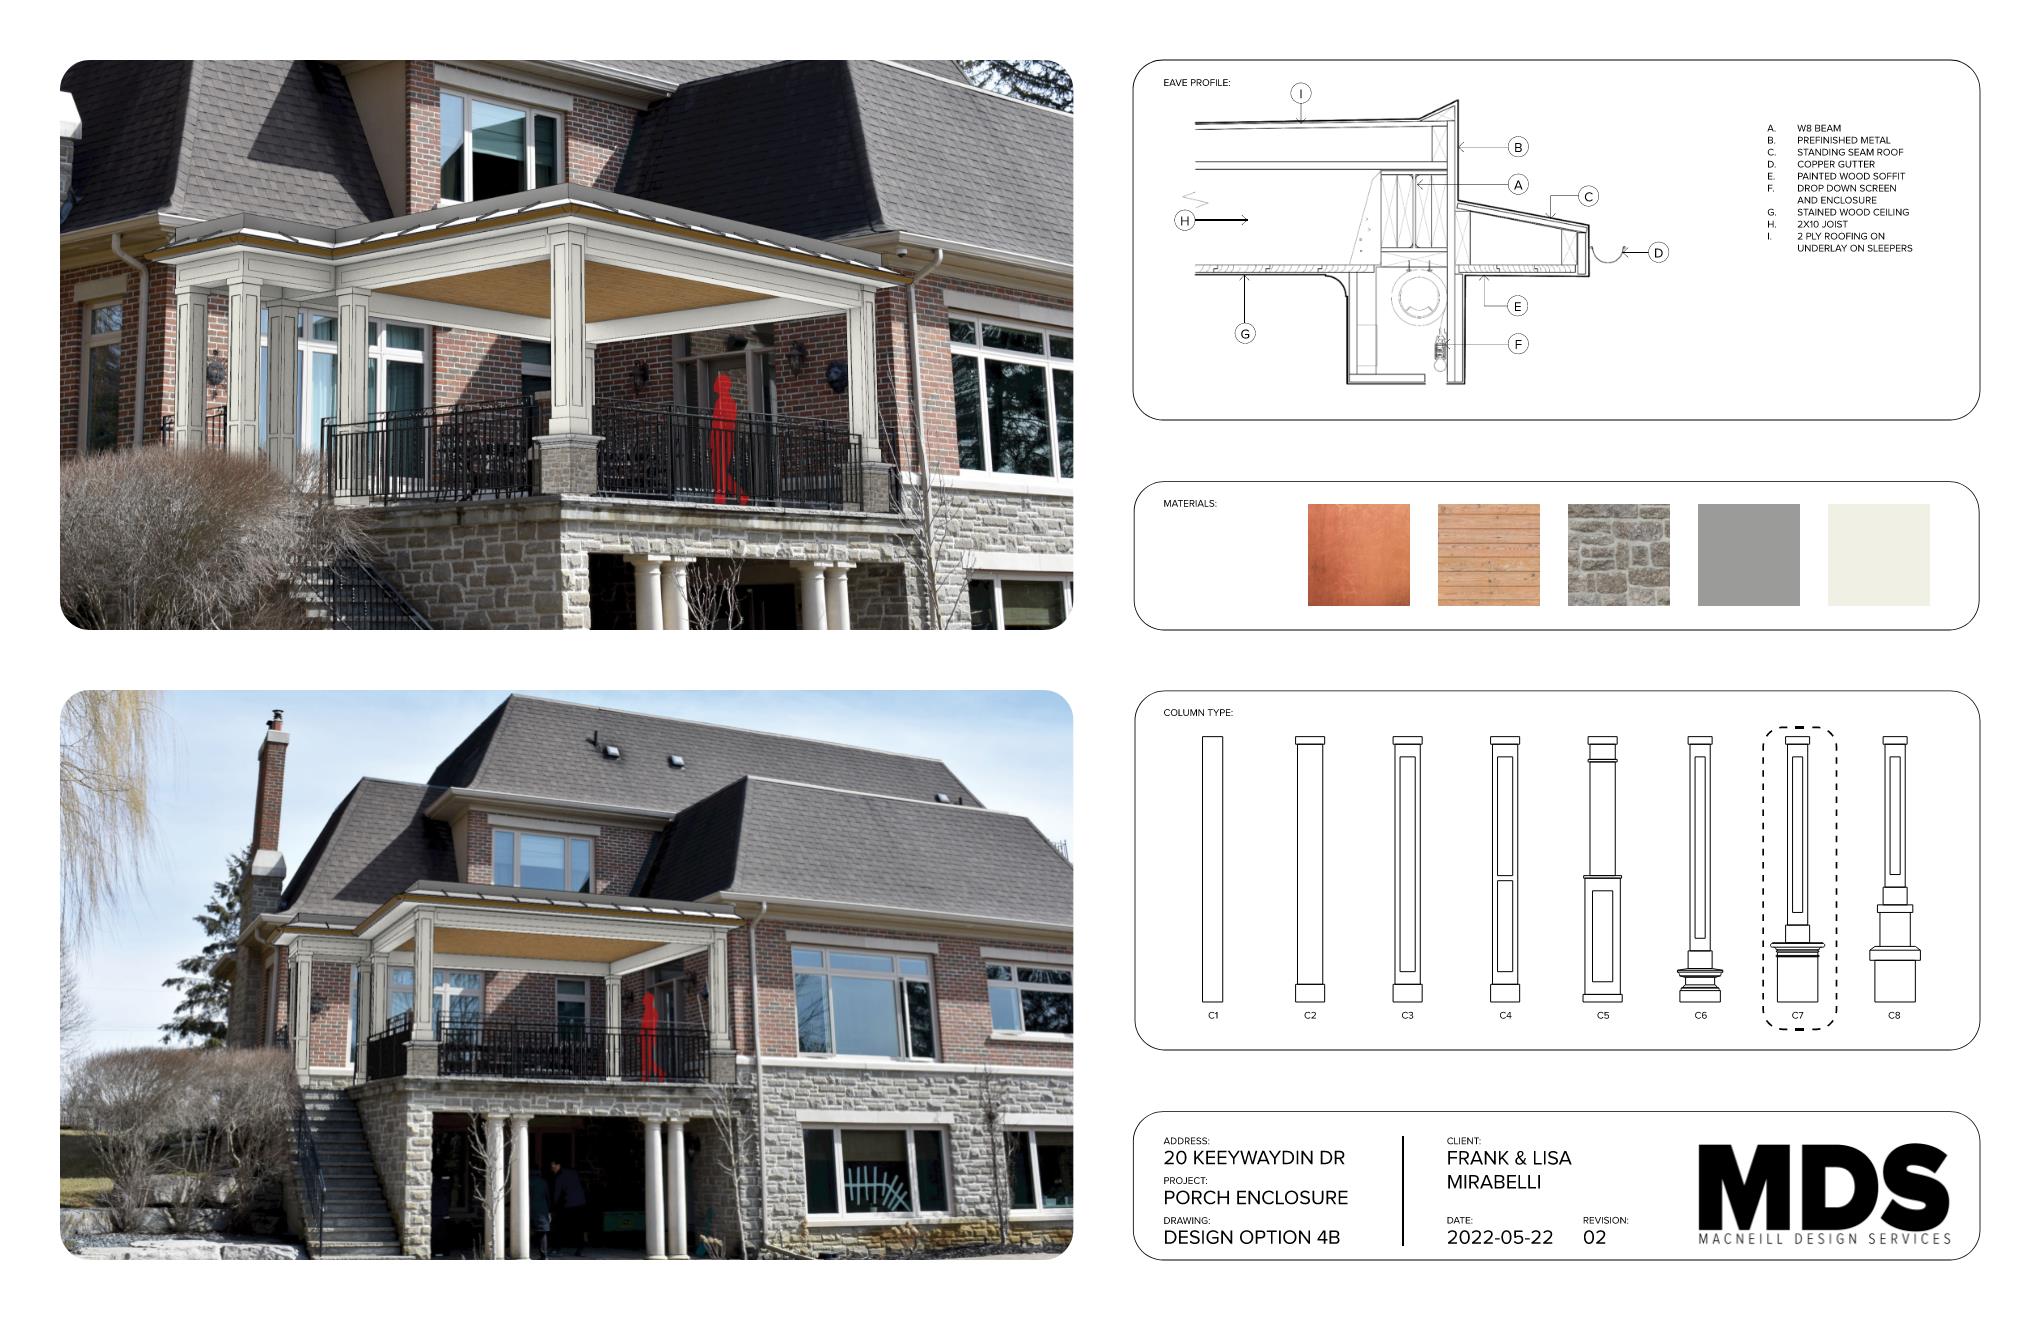 EAVE PROFILE:
I
B
A
C
H
D
E
G
F
A. W8 BEAM
B. PREFINISHED METAL
C. STANDING SEAM ROOF
D. COPPER GUTTER
E. PAINTED WOOD SOFFIT
F. DROP DOWN SCREEN
AND ENCLOSURE
G. STAINED WOOD CEILING
H. 2X10 JOIST
I. 2 PLY ROOFING ON
UNDERLAY ON SLEEPERS
MATERIALS:
COLUMN TYPE:
C1 C2 C3 C4 C5 C6 C7 C8
ADDRESS:
20 KEEYWAYDIN DR
PROJECT:
PORCH ENCLOSURE
DRAWING:
DESIGN OPTION 4B
CLIENT:
FRANK & LISA
MIRABELLI
DATE:
2022-05-22
REVISION:
02
MDS
MACNEILL DESIGN SERVICES